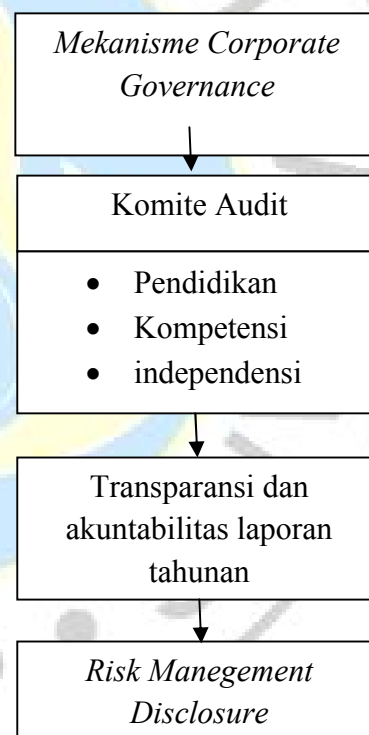 Mekanisme Corporate
Governance
Komite Audit
• Pendidikan
• Kompetensi
• independensi
Transparansi dan
akuntabilitas laporan
tahunan
Risk Manegement
Disclosure